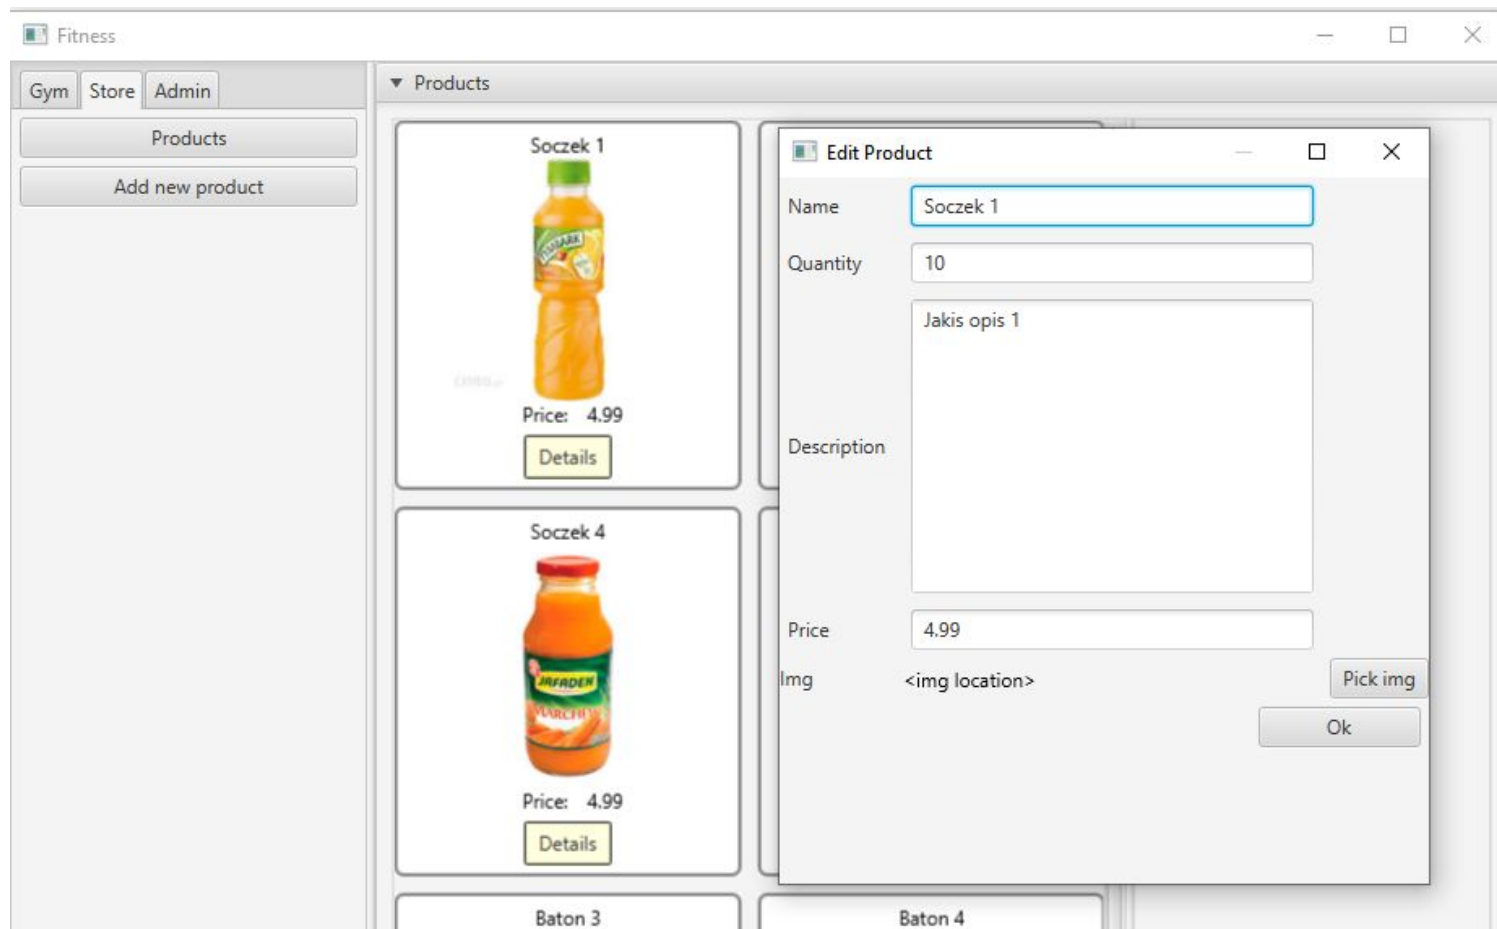 Fitness
Gym Store Admin
Products
Add new product
Products
Soczek 1
TYMBARK
Price: 4.99
Details
Soczek 4
JAFADEN
Price: 4.99
Details
Baton 3
Baton 4
Edit Product
Name Soczek 1
Quantity 10
Description Jakis opis 1
Price 4.99
Img <img location> Pick img
Ok